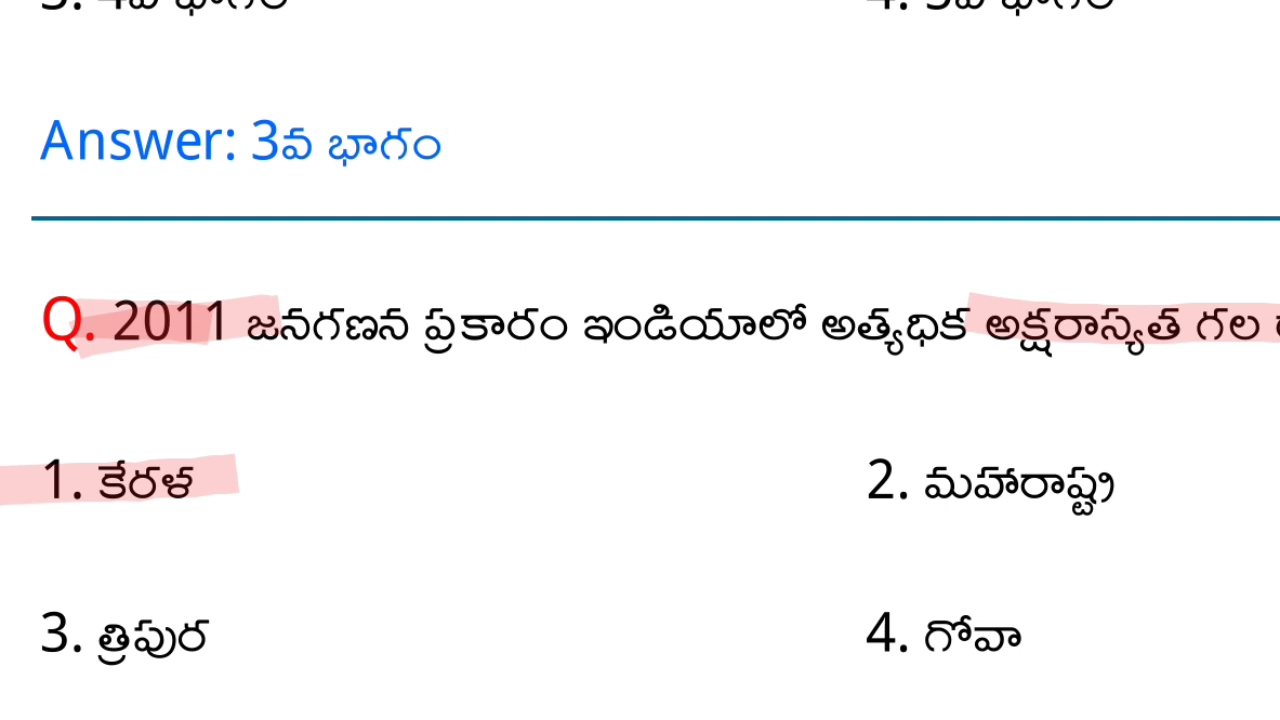 Answer: 3వ భాగం
Q. 2011 జనగణన ప్రకారం ఇండియాలో అత్యధిక అక్షరాస్యత గల
1. కేరళ
2. మహారాష్ట్ర
3. త్రిపుర
4. గోవా